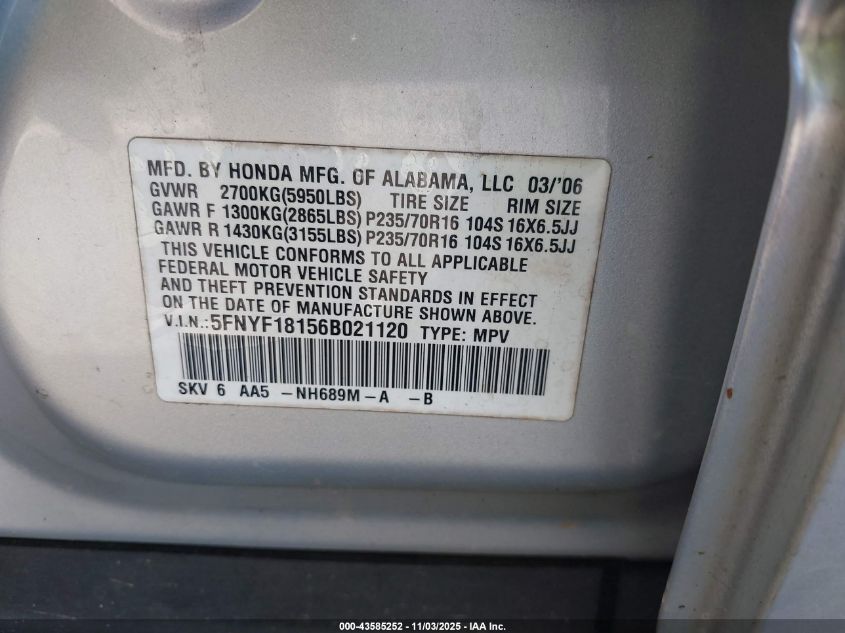 MFD. BY HONDA MFG. OF ALABAMA, LLC 03/'06
GVWR 2700KG(5950LBS) TIRE SIZE RIM SIZE
GAWR F 1300KG(2865LBS) P235/70R16 104S 16X6.5JJ
GAWR R 1430KG(3155LBS) P235/70R16 104S 16X6.5JJ
THIS VEHICLE CONFORMS TO ALL APPLICABLE
FEDERAL MOTOR VEHICLE SAFETY
AND THEFT PREVENTION STANDARDS IN EFFECT
ON THE DATE OF MANUFACTURE SHOWN ABOVE.
V.I.N.: 5FNYF18156B021120 TYPE: MPV
SKV 6 AA5 -NH689M-A -B
000-43585252 - 11/03/2025 - IAA Inc.